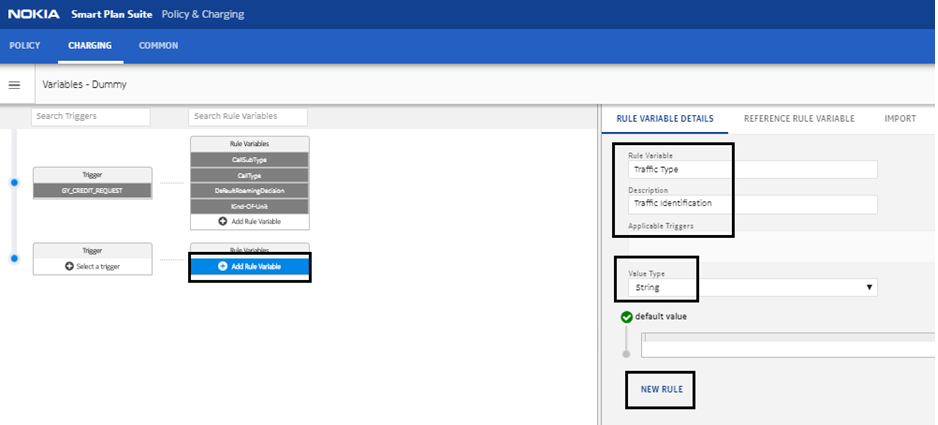 NOKIA Smart Plan Suite Policy & Charging
POLICY CHARGING COMMON
Variables - Dummy
Search Triggers Search Rule Variables
RULE VARIABLE DETAILS REFERENCE RULE VARIABLE IMPORT
Rule Variables
CallSubType
Trigger
CallType
GY_CREDIT_REQUEST
DefaultRoamingDecision
Kind-Of-Unit
Add Rule Variable
Trigger
Rule Variables
Select a trigger
Add Rule Variable
Rule Variable
Traffic Type
Description
Traffic Identification
Applicable Triggers
Value Type
String
default value
NEW RULE